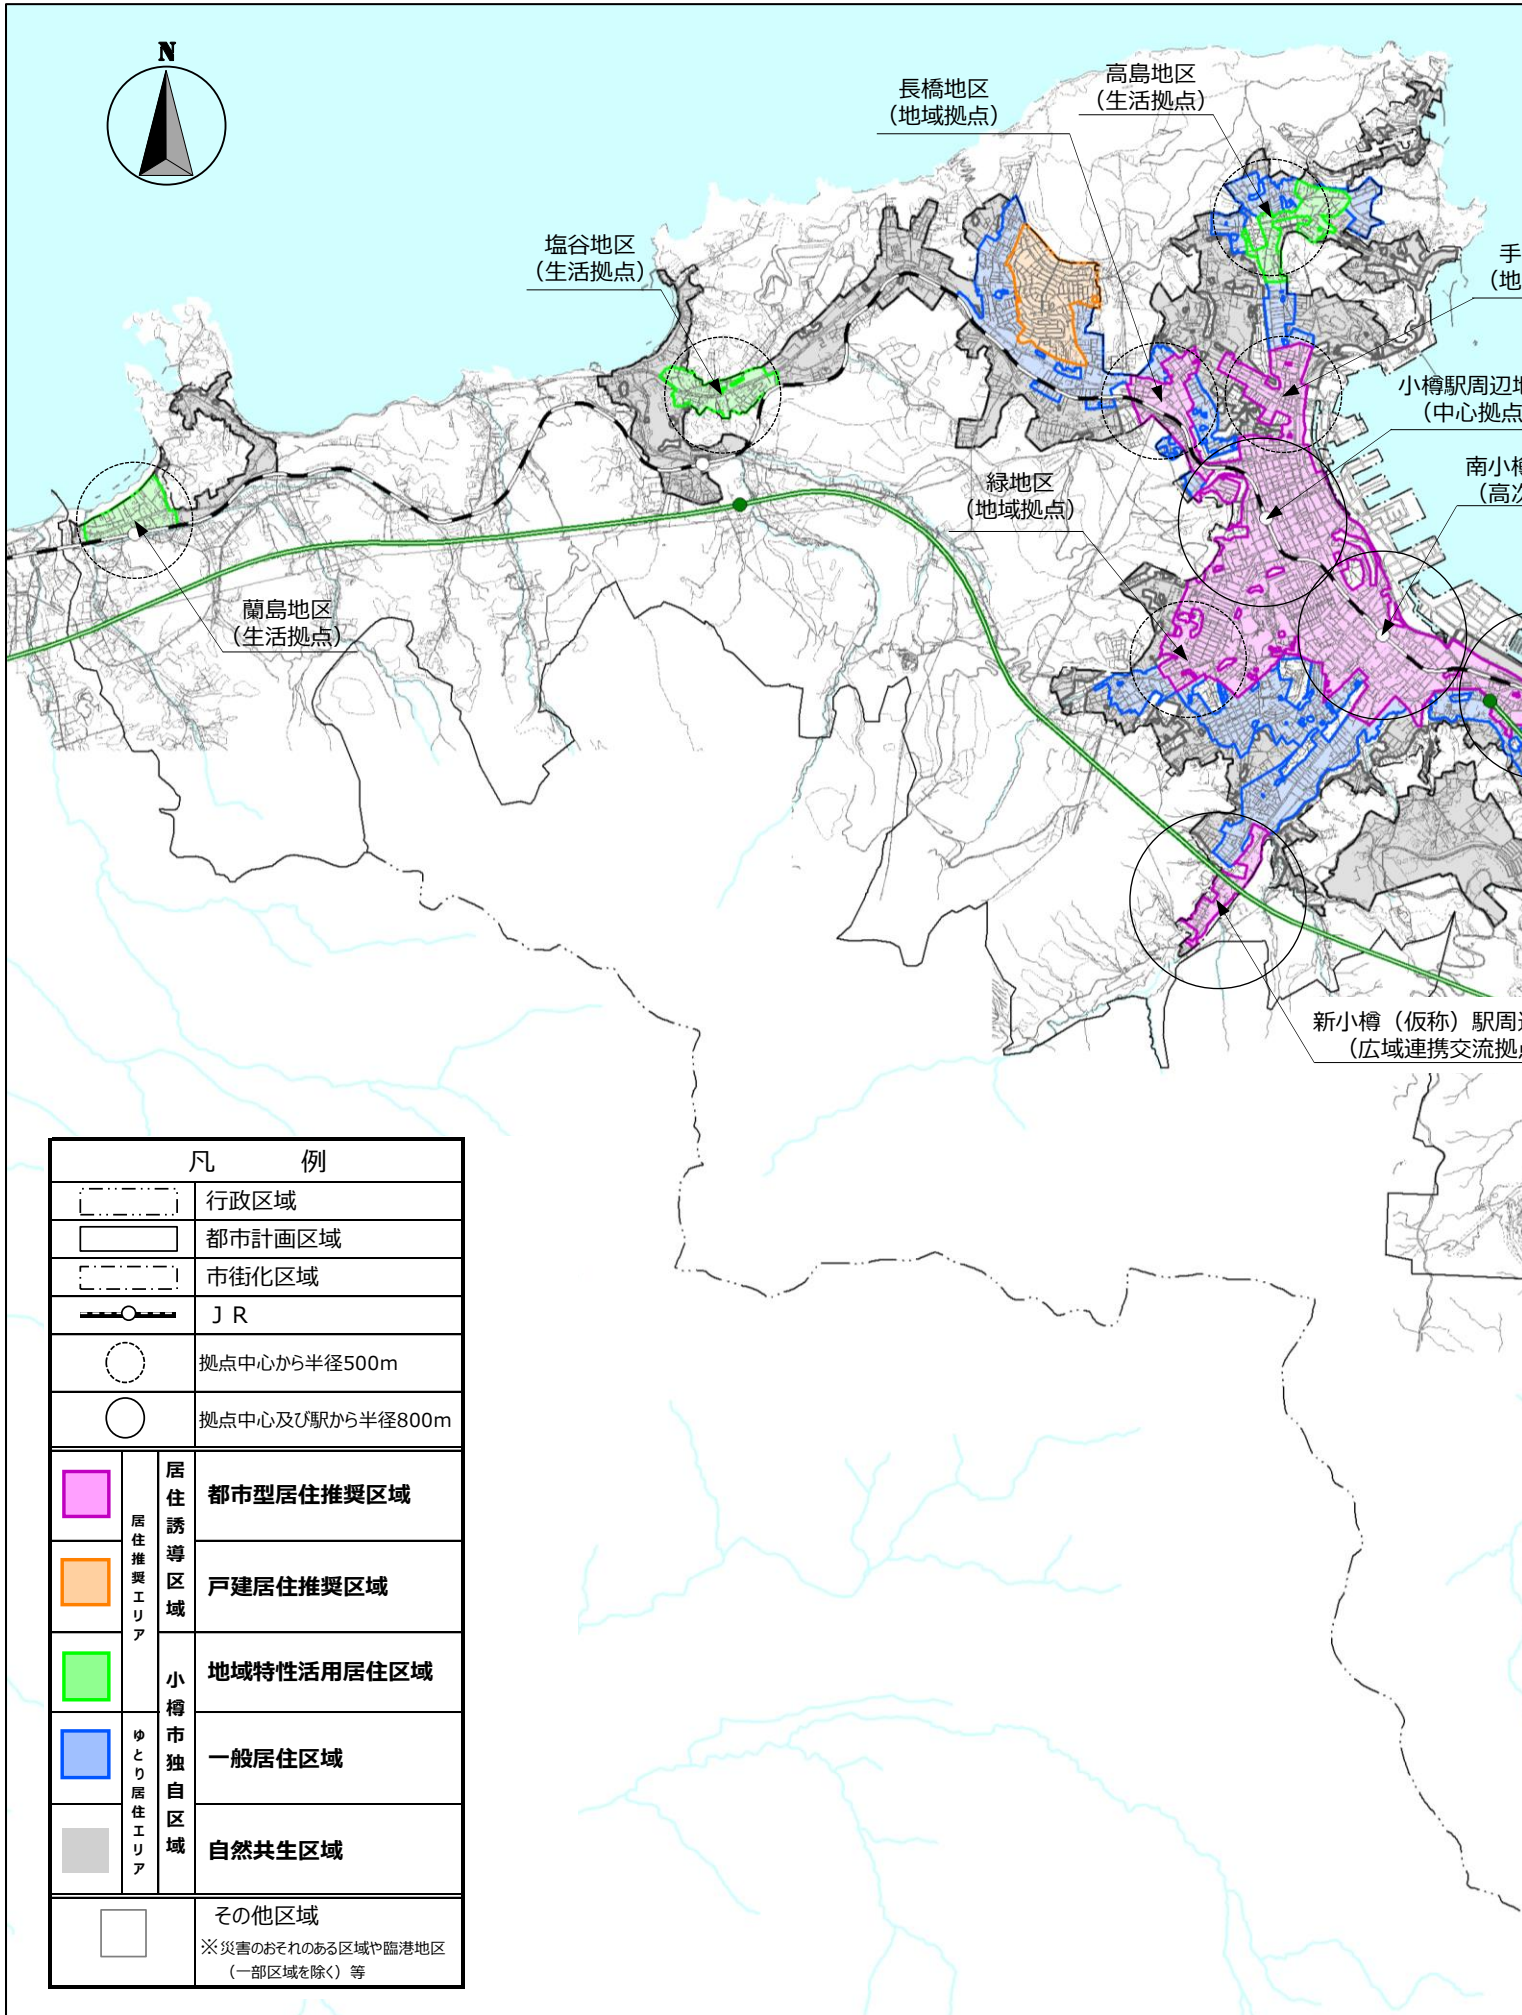 N
長橋地区
（地域拠点）
高島地区
（生活拠点）
塩谷地区
（生活拠点）
手
（地
小樽駅周辺地
（中心拠点
南小樽
（高次
緑地区
（地域拠点）
蘭島地区
（生活拠点）
新小樽（仮称）駅周辺
（広域連携交流拠点
凡　例
行政区域
都市計画区域
市街化区域
ＪＲ
拠点中心から半径500m
拠点中心及び駅から半径800m
居住推奨エリア
居住誘導区域
都市型居住推奨区域
戸建居住推奨区域
地域特性活用居住区域
ゆとり居住エリア
小樽市独自区域
一般居住区域
自然共生区域
その他区域
※災害のおそれのある区域や臨港地区
（一部区域を除く）等